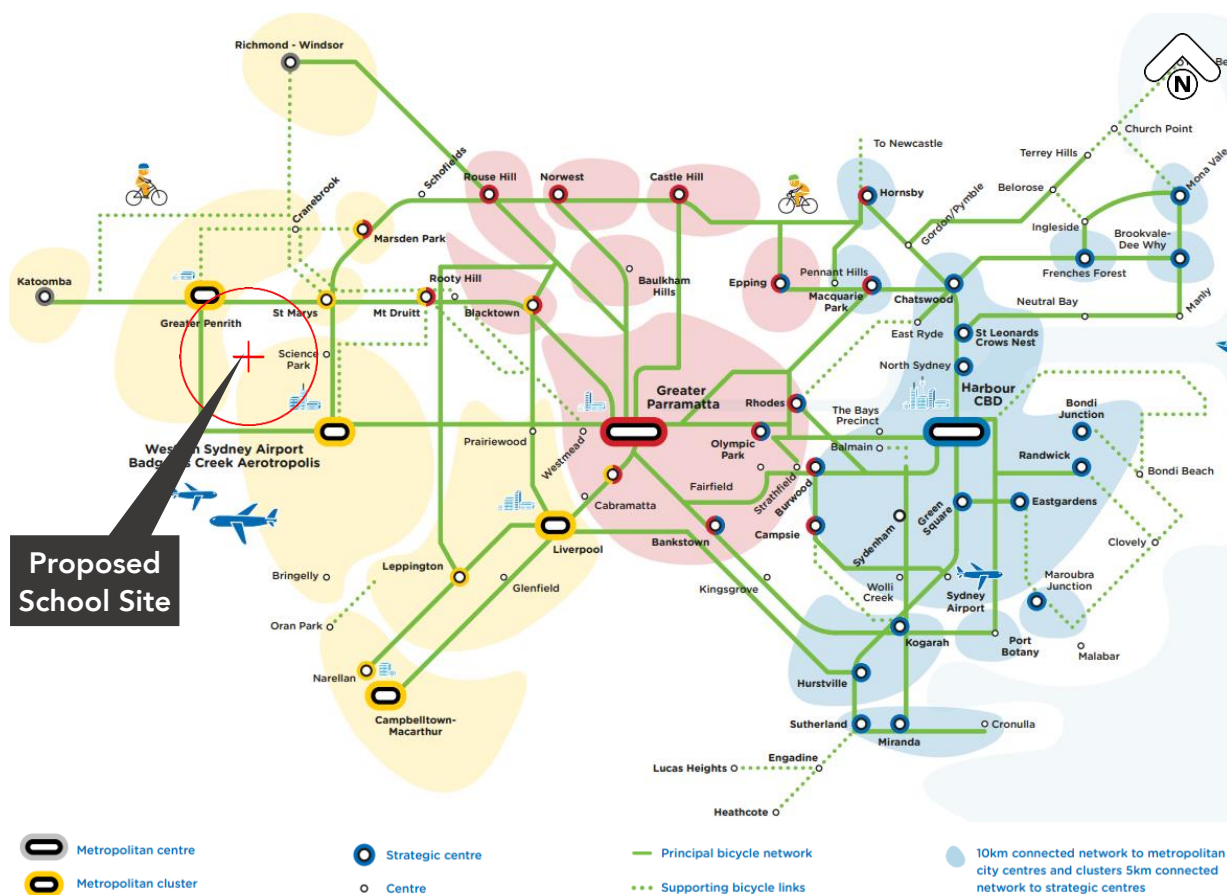 Richmond - Windsor
N
Be
To Newcastle
Church Point
Terrey Hills
Schofields
Rouse Hill
Norwest
Castle Hill
Hornsby
Belorose
Mona Vale
Cranebrook
Gordon/Pymble
Ingleside
Marsden Park
Brookvale-
Dee Why
Rooty Hill
Baulkham
Hills
Pennant Hills
Frenches Forest
Katoomba
Epping
Macquarie
Park
Chatswood
Greater Penrith
St Marys
Mt Druitt
Blacktown
Neutral Bay
Manly
East Ryde
St Leonards
Crows Nest
Science
Park
North Sydney
Greater
Parramatta
Harbour
CBD
Rhodes
The Bays
Precinct
Bondi
Junction
Western Sydney Airport
Badgerys Creek Aerotropolis
Prairiewood
Westmead
Olympic
Park
Balmain
Randwick
Bondi Beach
Fairfield
Strathfield
Burwood
Cabramatta
Green
Square
Eastgardens
Liverpool
Bankstown
Campsie
Sydenham
Clovely
Proposed
School Site
Bringelly
Leppington
Glenfield
Kingsgrove
Wolli
Creek
Sydney
Airport
Maroubra
Junction
Oran Park
Kogarah
Port
Botany
Malabar
Narellan
Hurstville
Campbelltown-
Macarthur
Sutherland
Miranda
Cronulla
Engadine
Lucas Heights
Heathcote
Metropolitan centre
Strategic centre
Principal bicycle network
10km connected network to metropolitan
city centres and clusters 5km connected
network to strategic centres
Metropolitan cluster
Centre
Supporting bicycle links